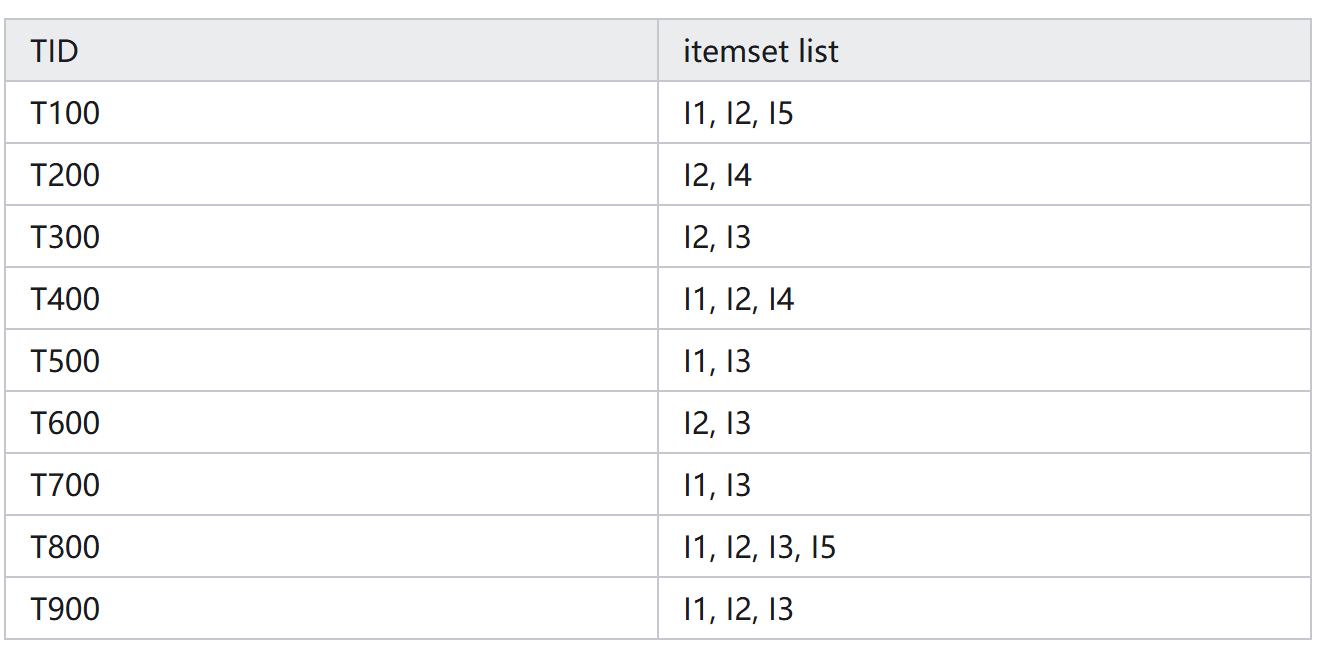 TID itemset list
T100 I1, I2, I5
T200 I2, I4
T300 I2, I3
T400 I1, I2, I4
T500 I1, I3
T600 I2, I3
T700 I1, I3
T800 I1, I2, I3, I5
T900 I1, I2, I3